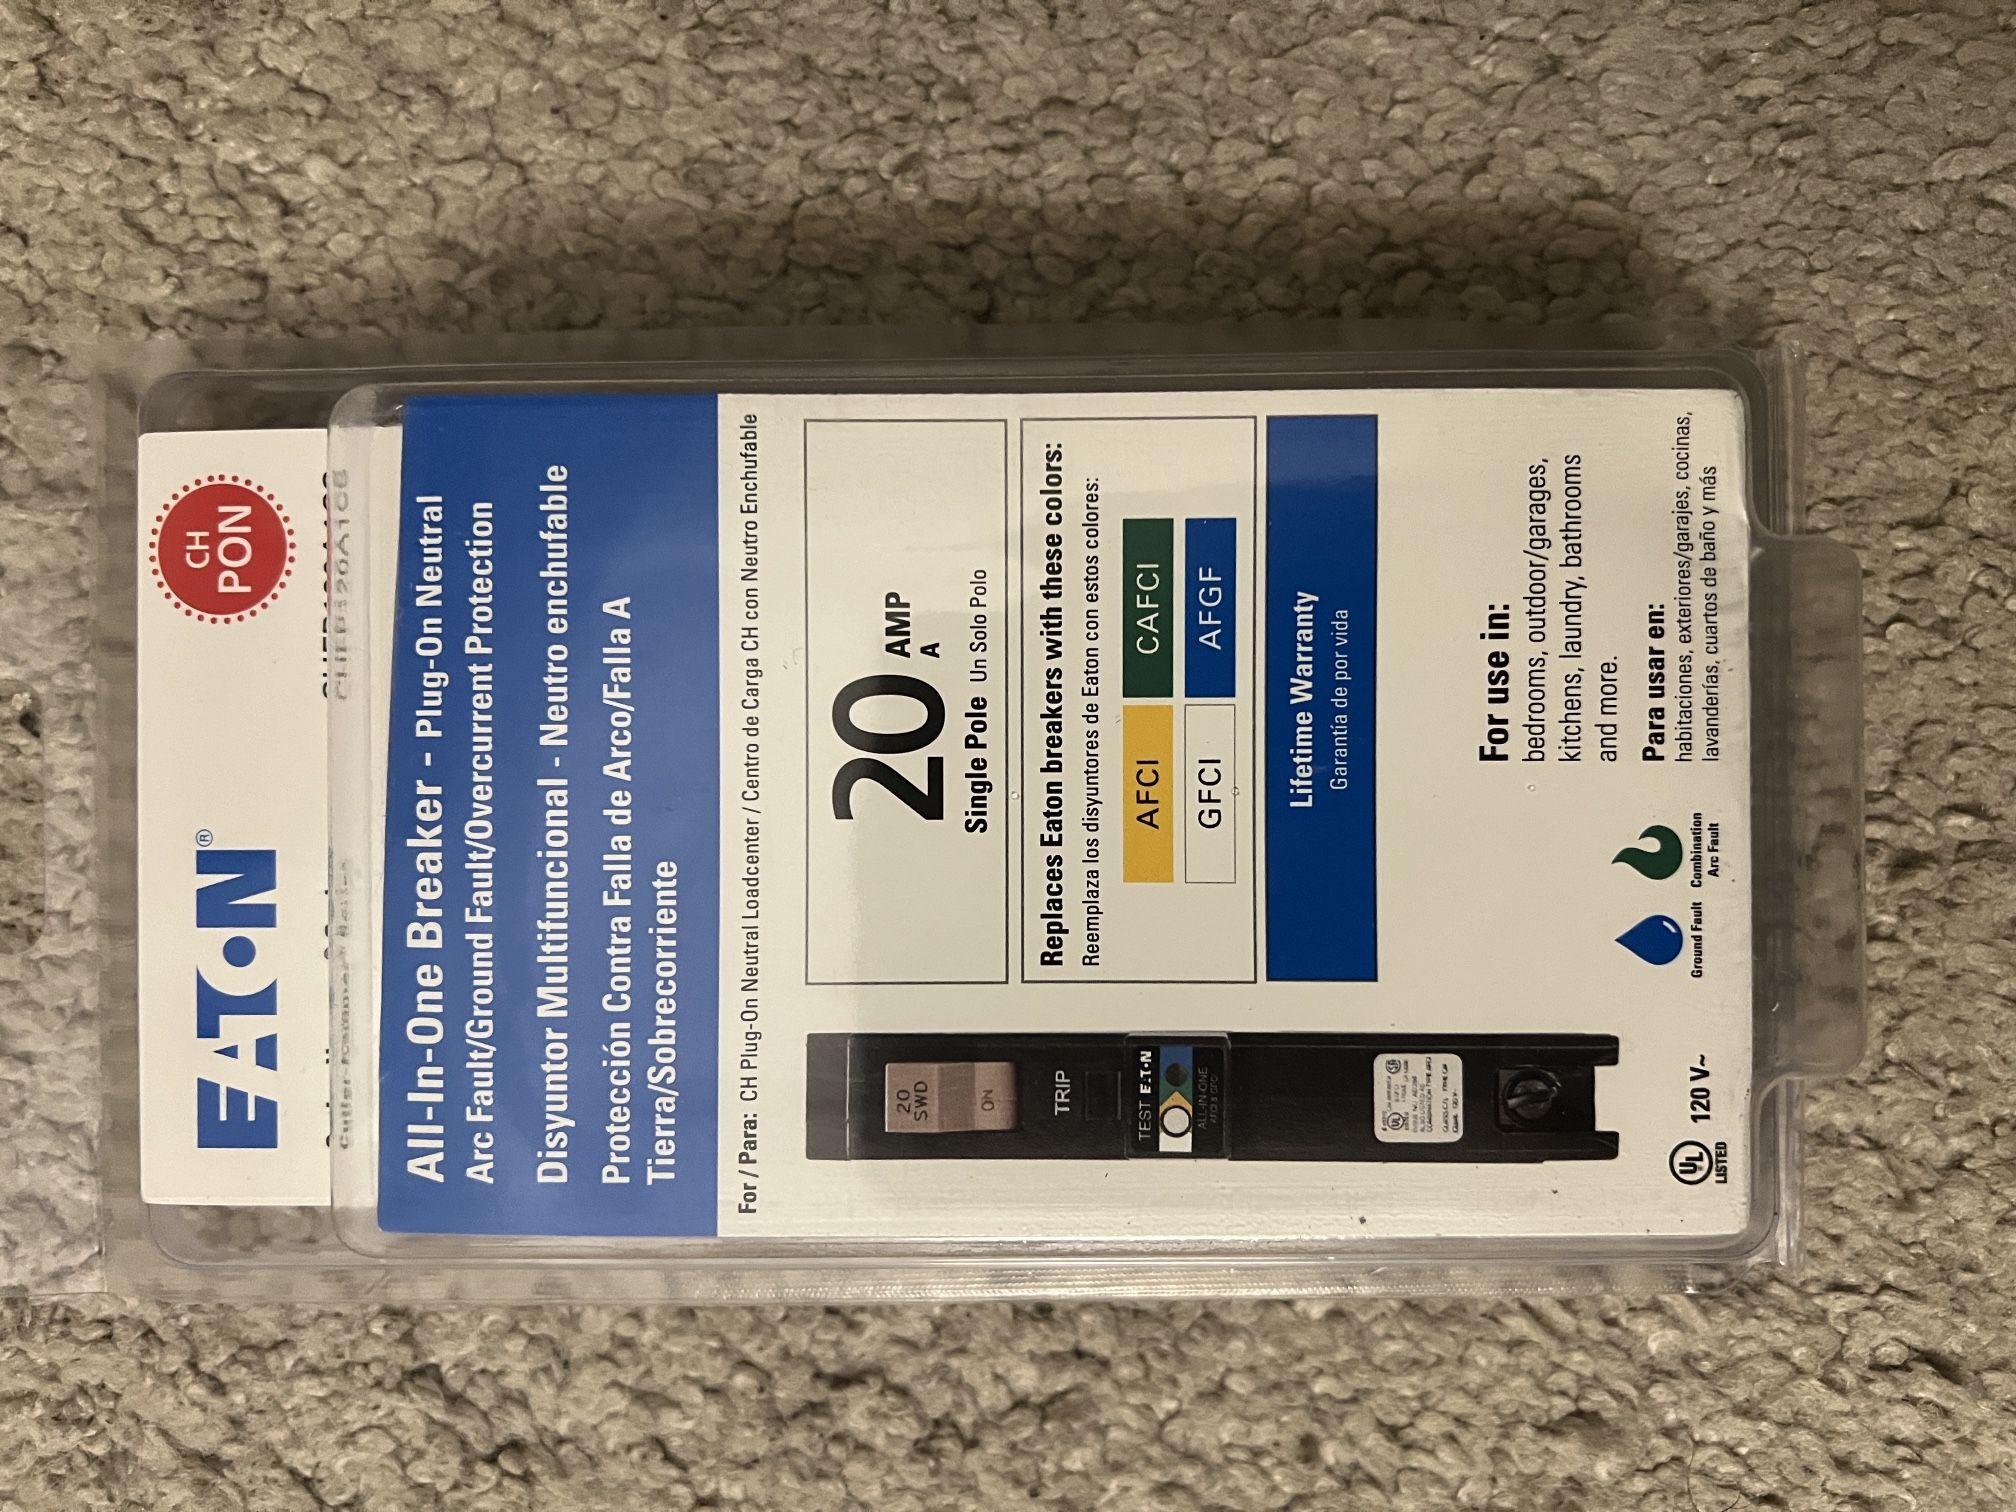 EATON®
CH
PON
All-In-One Breaker - Plug-On Neutral
Arc Fault/Ground Fault/Overcurrent Protection
Disyuntor Multifuncional - Neutro enchufable
Protección Contra Falla de Arco/Falla A
Tierra/Sobrecorriente
For / Para: CH Plug-On Neutral Loadcenter / Centro de Carga CH con Neutro Enchufable
20 AMP
A
Single Pole Un Solo Polo
Replaces Eaton breakers with these colors:
Reemplaza los disyuntores de Eaton con estos colores:
AFCI CAFCI
GFCI AFGF
Lifetime Warranty
Garantía de por vida
20
SWD
ON
TRIP
TEST EATON
ALL-IN-ONE
For use in:
bedrooms, outdoor/garages,
kitchens, laundry, bathrooms
and more.
Para usar en:
habitaciones, exteriores/garajes, cocinas,
lavanderías, cuartos de baño y más
UL
LISTED
120 V~
Ground Fault
Combination
Arc Fault